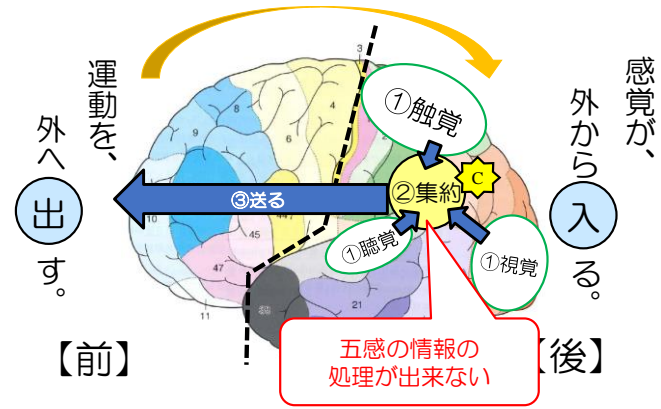 感覚が、
外から入る。
運動を、
外へ出す。
3
8
6
4
9
10
45
44
47
11
21
①触覚
②集約
C
③送る
①聴覚
①視覚
五感の情報の
処理が出来ない
【前】
後】